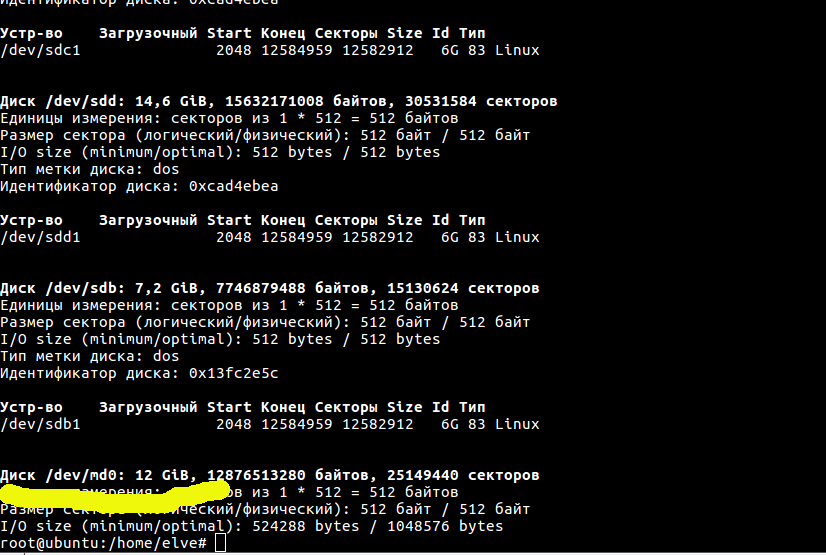 Идентификатор диска: 0xcad4ebea
Устр-во Загрузочный Start Конец Секторы Size Id Тип
/dev/sdc1 2048 12584959 12582912 6G 83 Linux
Диск /dev/sdd: 14,6 GiB, 15632171008 байтов, 30531584 секторов
Единицы измерения: секторов из 1 * 512 = 512 байтов
Размер сектора (логический/физический): 512 байт / 512 байт
I/O size (minimum/optimal): 512 bytes / 512 bytes
Тип метки диска: dos
Идентификатор диска: 0xcad4ebea
Устр-во Загрузочный Start Конец Секторы Size Id Тип
/dev/sdd1 2048 12584959 12582912 6G 83 Linux
Диск /dev/sdb: 7,2 GiB, 7746879488 байтов, 15130624 секторов
Единицы измерения: секторов из 1 * 512 = 512 байтов
Размер сектора (логический/физический): 512 байт / 512 байт
I/O size (minimum/optimal): 512 bytes / 512 bytes
Тип метки диска: dos
Идентификатор диска: 0x13fc2e5c
Устр-во Загрузочный Start Конец Секторы Size Id Тип
/dev/sdb1 2048 12584959 12582912 6G 83 Linux
Диск /dev/md0: 12 GiB, 12876513280 байтов, 25149440 секторов
измерения: из 1 * 512 = 512 байтов
Размер сектора (логический/физический): 512 байт / 512 байт
I/O size (minimum/optimal): 524288 bytes / 1048576 bytes
root@ubuntu:/home/elve#